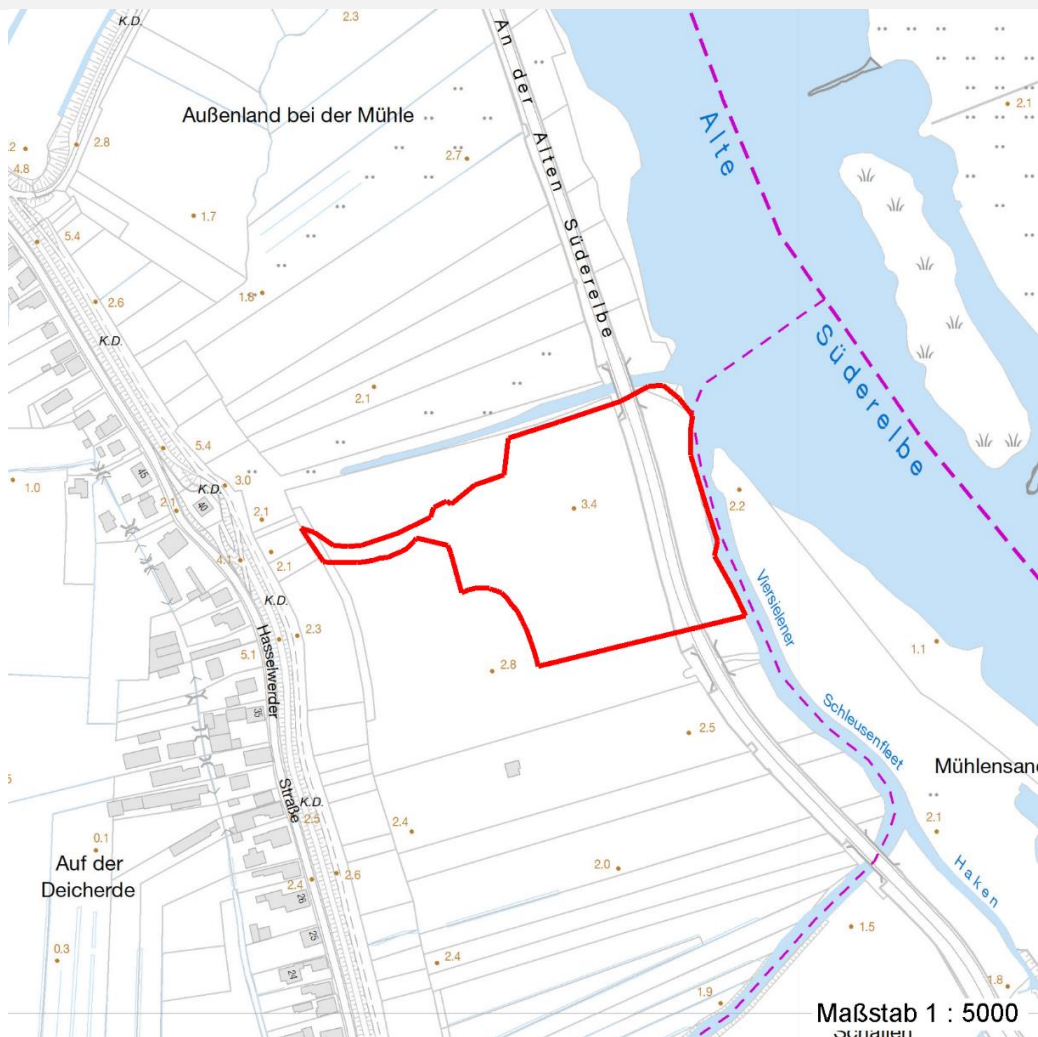 K.D.
2.3
2.1
An der Alten Süderelbe
Außenland bei der Mühle
Alte
2
2.8
2.7
4.8
1.7
5.4
1.8
2.6
K.D.
Süderelbe
2.1
5.4
45
1.0
3.0
K.D.
2.2
40
2.1
2.1
3.4
4.1
2.1
K.D.
Viersielener
2.3
5.1
1.1
Hasselwerder
2.8
35
Schleusenfleet
2.5
Mühlensand
Straße
K.D.
2.5
2.4
2.1
0.1
Auf der
Deicherde
2.0
2.6
2.4
Haken
26
25
1.5
0.3
24
2.4
1.8
1.9
Maßstab 1 : 5000